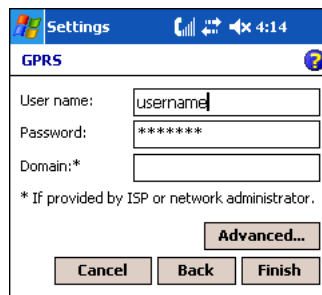 Settings 4:14
GPRS
User name: username
Password: *******
Domain:*
* If provided by ISP or network administrator.
Advanced...
Cancel Back Finish